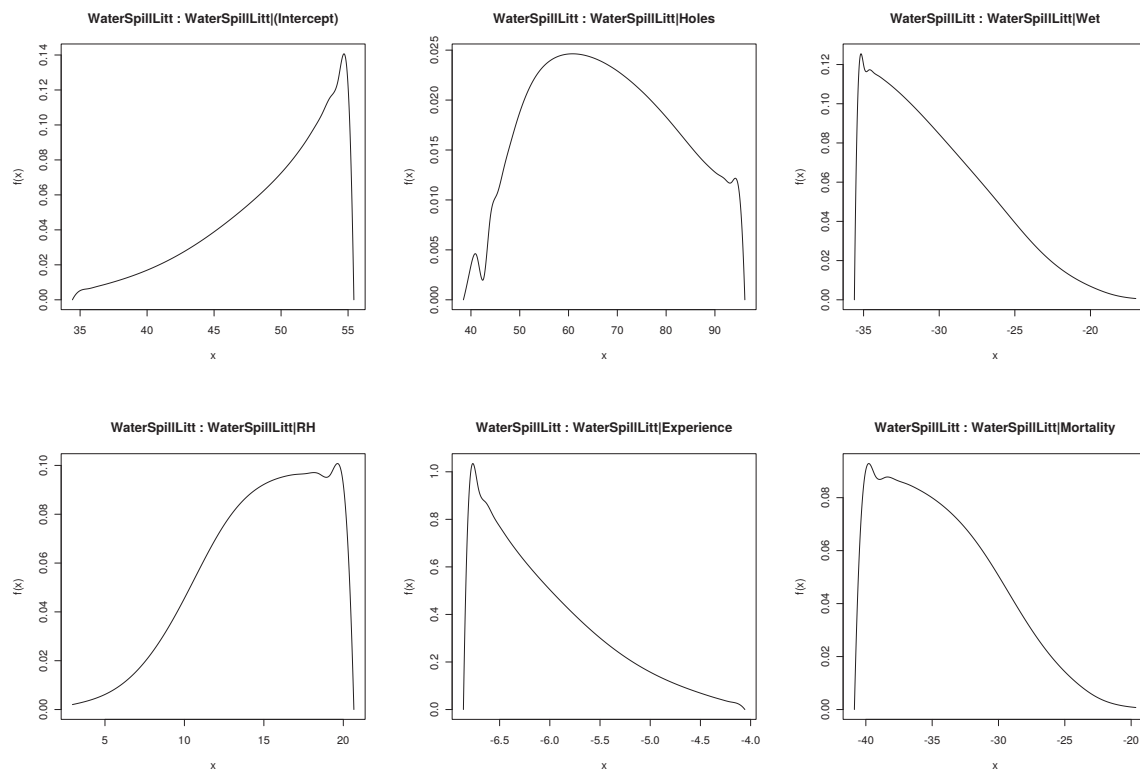 WaterSpillLitt : WaterSpillLitt|(Intercept)
f(x)
0.00 0.02 0.04 0.06 0.08 0.10 0.12 0.14
35 40 45 50 55
x
WaterSpillLitt : WaterSpillLitt|Holes
f(x)
0.000 0.005 0.010 0.015 0.020 0.025
40 50 60 70 80 90
x
WaterSpillLitt : WaterSpillLitt|Wet
f(x)
0.00 0.02 0.04 0.06 0.08 0.10 0.12
-35 -30 -25 -20
x
WaterSpillLitt : WaterSpillLitt|RH
f(x)
0.00 0.02 0.04 0.06 0.08 0.10
5 10 15 20
x
WaterSpillLitt : WaterSpillLitt|Experience
f(x)
0.0 0.2 0.4 0.6 0.8 1.0
-6.5 -6.0 -5.5 -5.0 -4.5 -4.0
x
WaterSpillLitt : WaterSpillLitt|Mortality
f(x)
0.00 0.02 0.04 0.06 0.08
-40 -35 -30 -25 -20
x